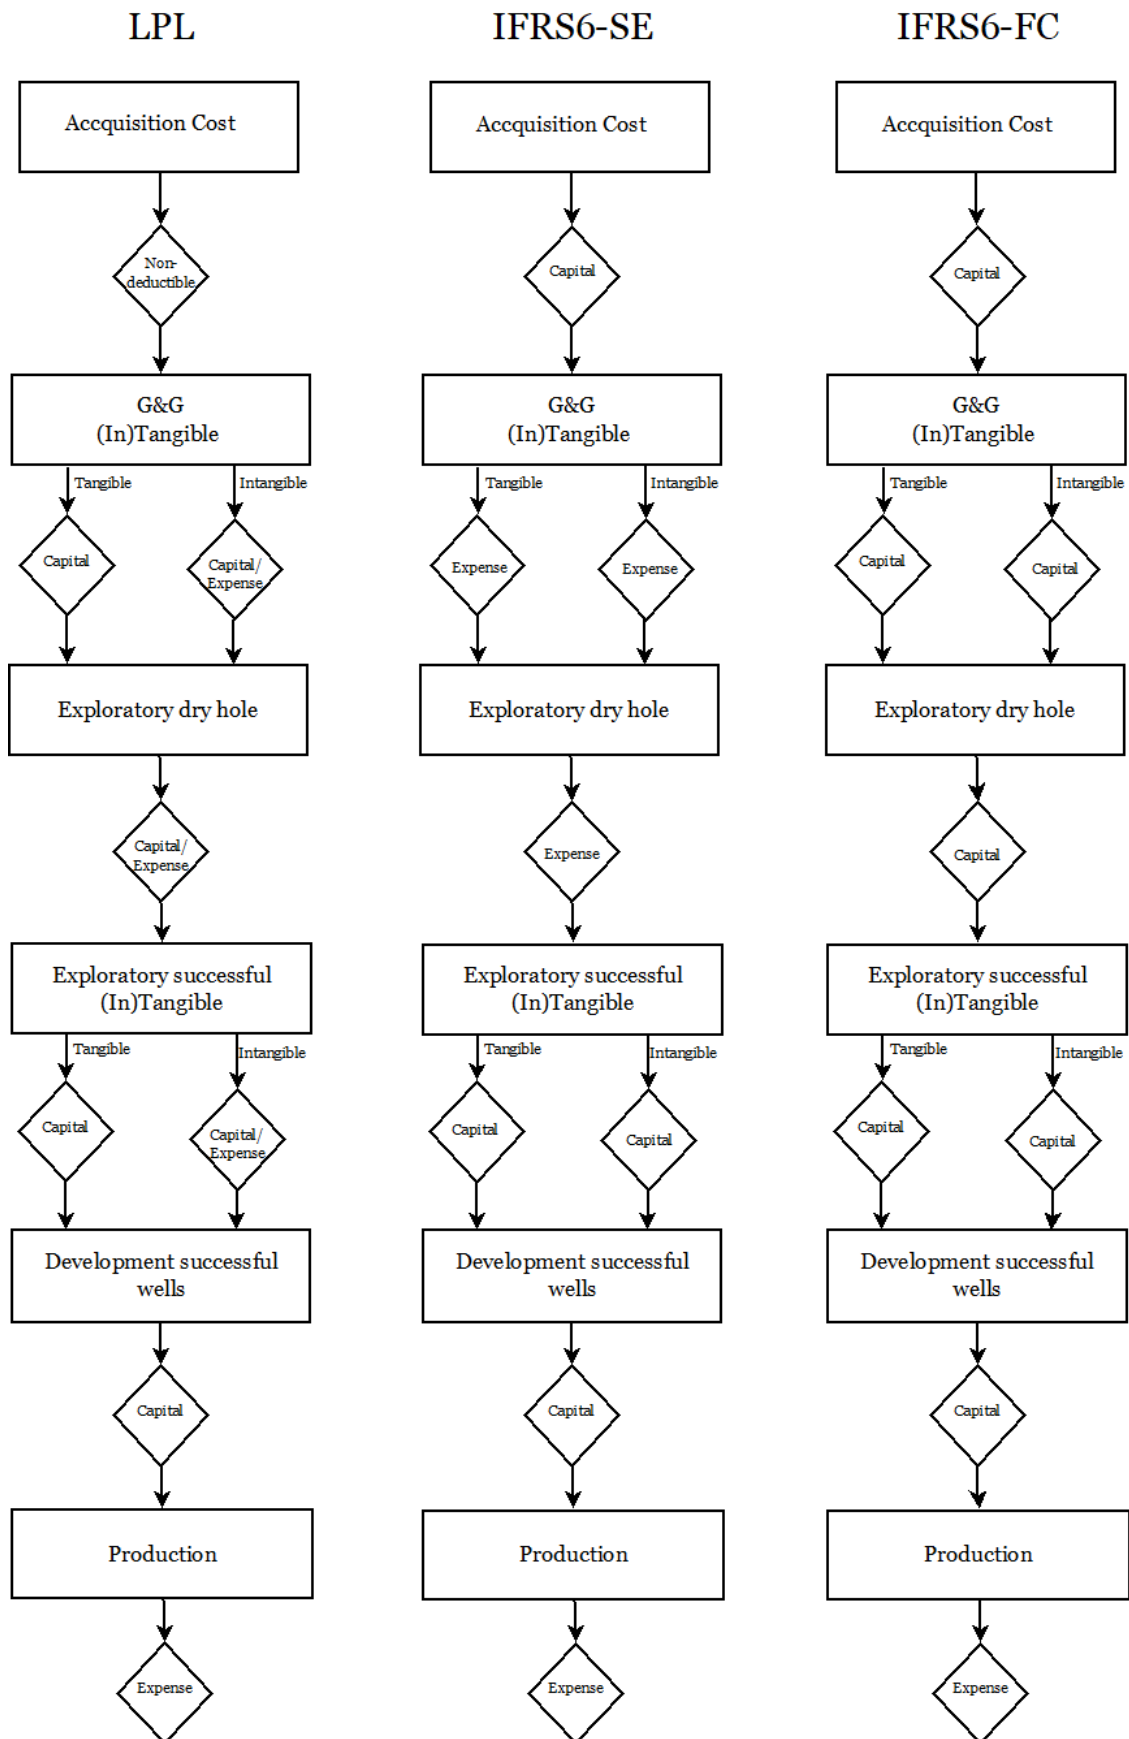 LPL
Accquisition Cost
Non-
deductible
G&G
(In)Tangible
Tangible
Intangible
Capital
Capital/
Expense
Exploratory dry hole
Capital/
Expense
Exploratory successful
(In)Tangible
Tangible
Intangible
Capital
Capital/
Expense
Development successful
wells
Capital
Production
Expense
IFRS6-SE
Accquisition Cost
Capital
G&G
(In)Tangible
Tangible
Intangible
Expense
Expense
Exploratory dry hole
Expense
Exploratory successful
(In)Tangible
Tangible
Intangible
Capital
Capital
Development successful
wells
Capital
Production
Expense
IFRS6-FC
Accquisition Cost
Capital
G&G
(In)Tangible
Tangible
Intangible
Capital
Capital
Exploratory dry hole
Capital
Exploratory successful
(In)Tangible
Tangible
Intangible
Capital
Capital
Development successful
wells
Capital
Production
Expense